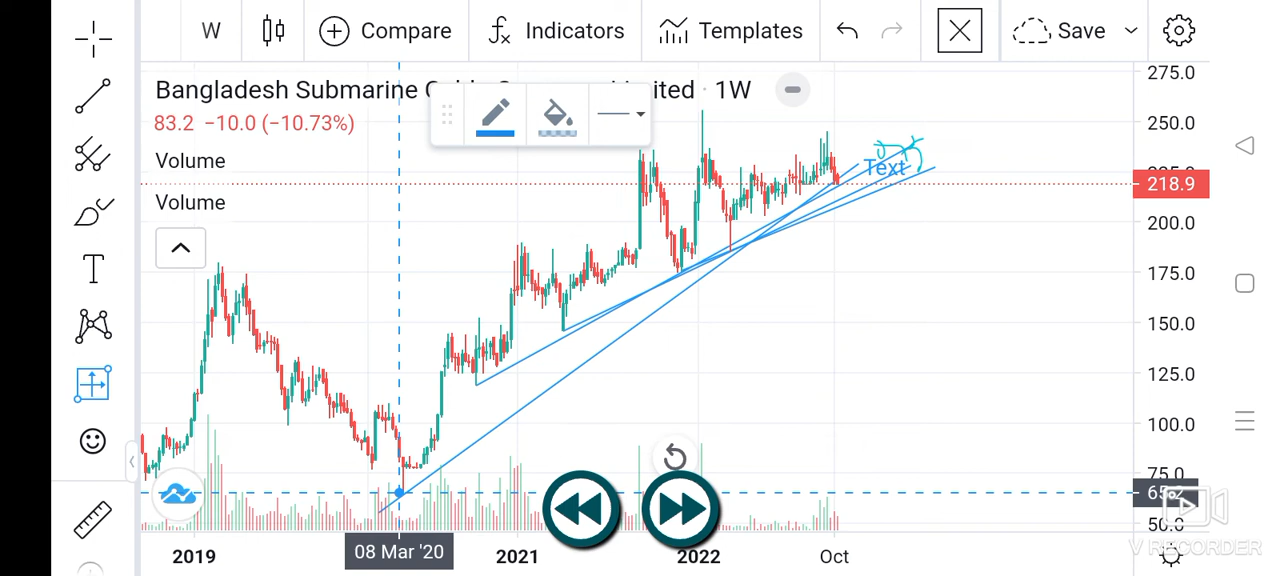 W Compare Indicators Templates Save
Bangladesh Submarine Limited · 1W
83.2 −10.0 (−10.73%)
Volume
Volume
Text
275.0
250.0
218.9
200.0
175.0
150.0
125.0
100.0
75.0
50.0
2019 08 Mar '20 2021 2022 Oct
V RECORDER